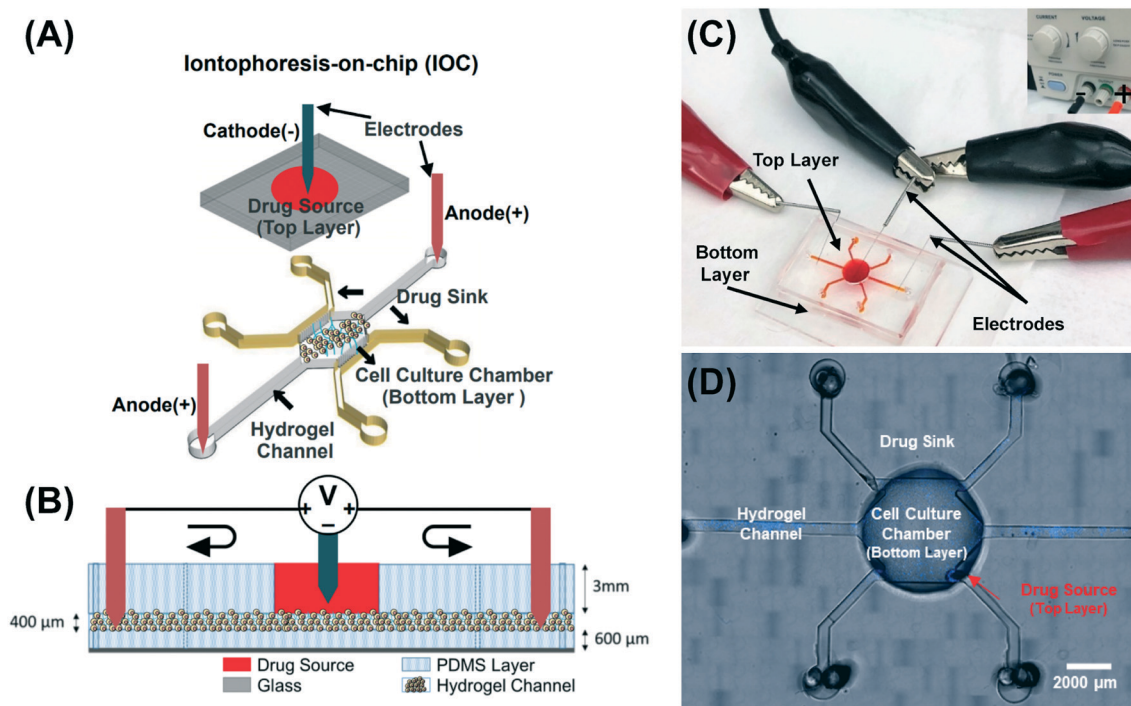 (A)
Iontophoresis-on-chip (IOC)
Cathode(-)
Electrodes
Drug Source
(Top Layer)
Anode(+)
Drug Sink
Cell Culture Chamber
(Bottom Layer )
Anode(+)
Hydrogel
Channel
(B)
V
+
+
−
3mm
400 µm
600 µm
Drug Source
PDMS Layer
Glass
Hydrogel Channel
(C)
CURRENT
VOLTAGE
POWER
-
+
Top Layer
Bottom
Layer
Electrodes
(D)
Drug Sink
Hydrogel
Channel
Cell Culture
Chamber
(Bottom Layer)
Drug Source
(Top Layer)
2000 µm